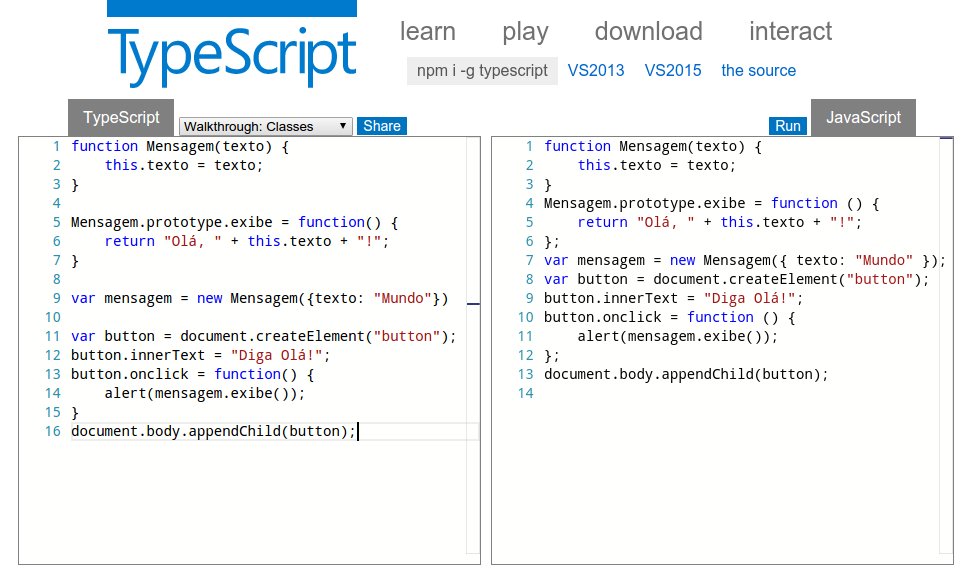 TypeScript
learn play download interact
npm i -g typescript VS2013 VS2015 the source
TypeScript Walkthrough: Classes Share
1 function Mensagem(texto) {
2 this.texto = texto;
3 }
4
5 Mensagem.prototype.exibe = function() {
6 return "Olá, " + this.texto + "!";
7 }
8
9 var mensagem = new Mensagem({texto: "Mundo"})
10
11 var button = document.createElement("button");
12 button.innerText = "Diga Olá!";
13 button.onclick = function() {
14 alert(mensagem.exibe());
15 }
16 document.body.appendChild(button);
Run JavaScript
1 function Mensagem(texto) {
2 this.texto = texto;
3 }
4 Mensagem.prototype.exibe = function () {
5 return "Olá, " + this.texto + "!";
6 };
7 var mensagem = new Mensagem({ texto: "Mundo" });
8 var button = document.createElement("button");
9 button.innerText = "Diga Olá!";
10 button.onclick = function () {
11 alert(mensagem.exibe());
12 };
13 document.body.appendChild(button);
14